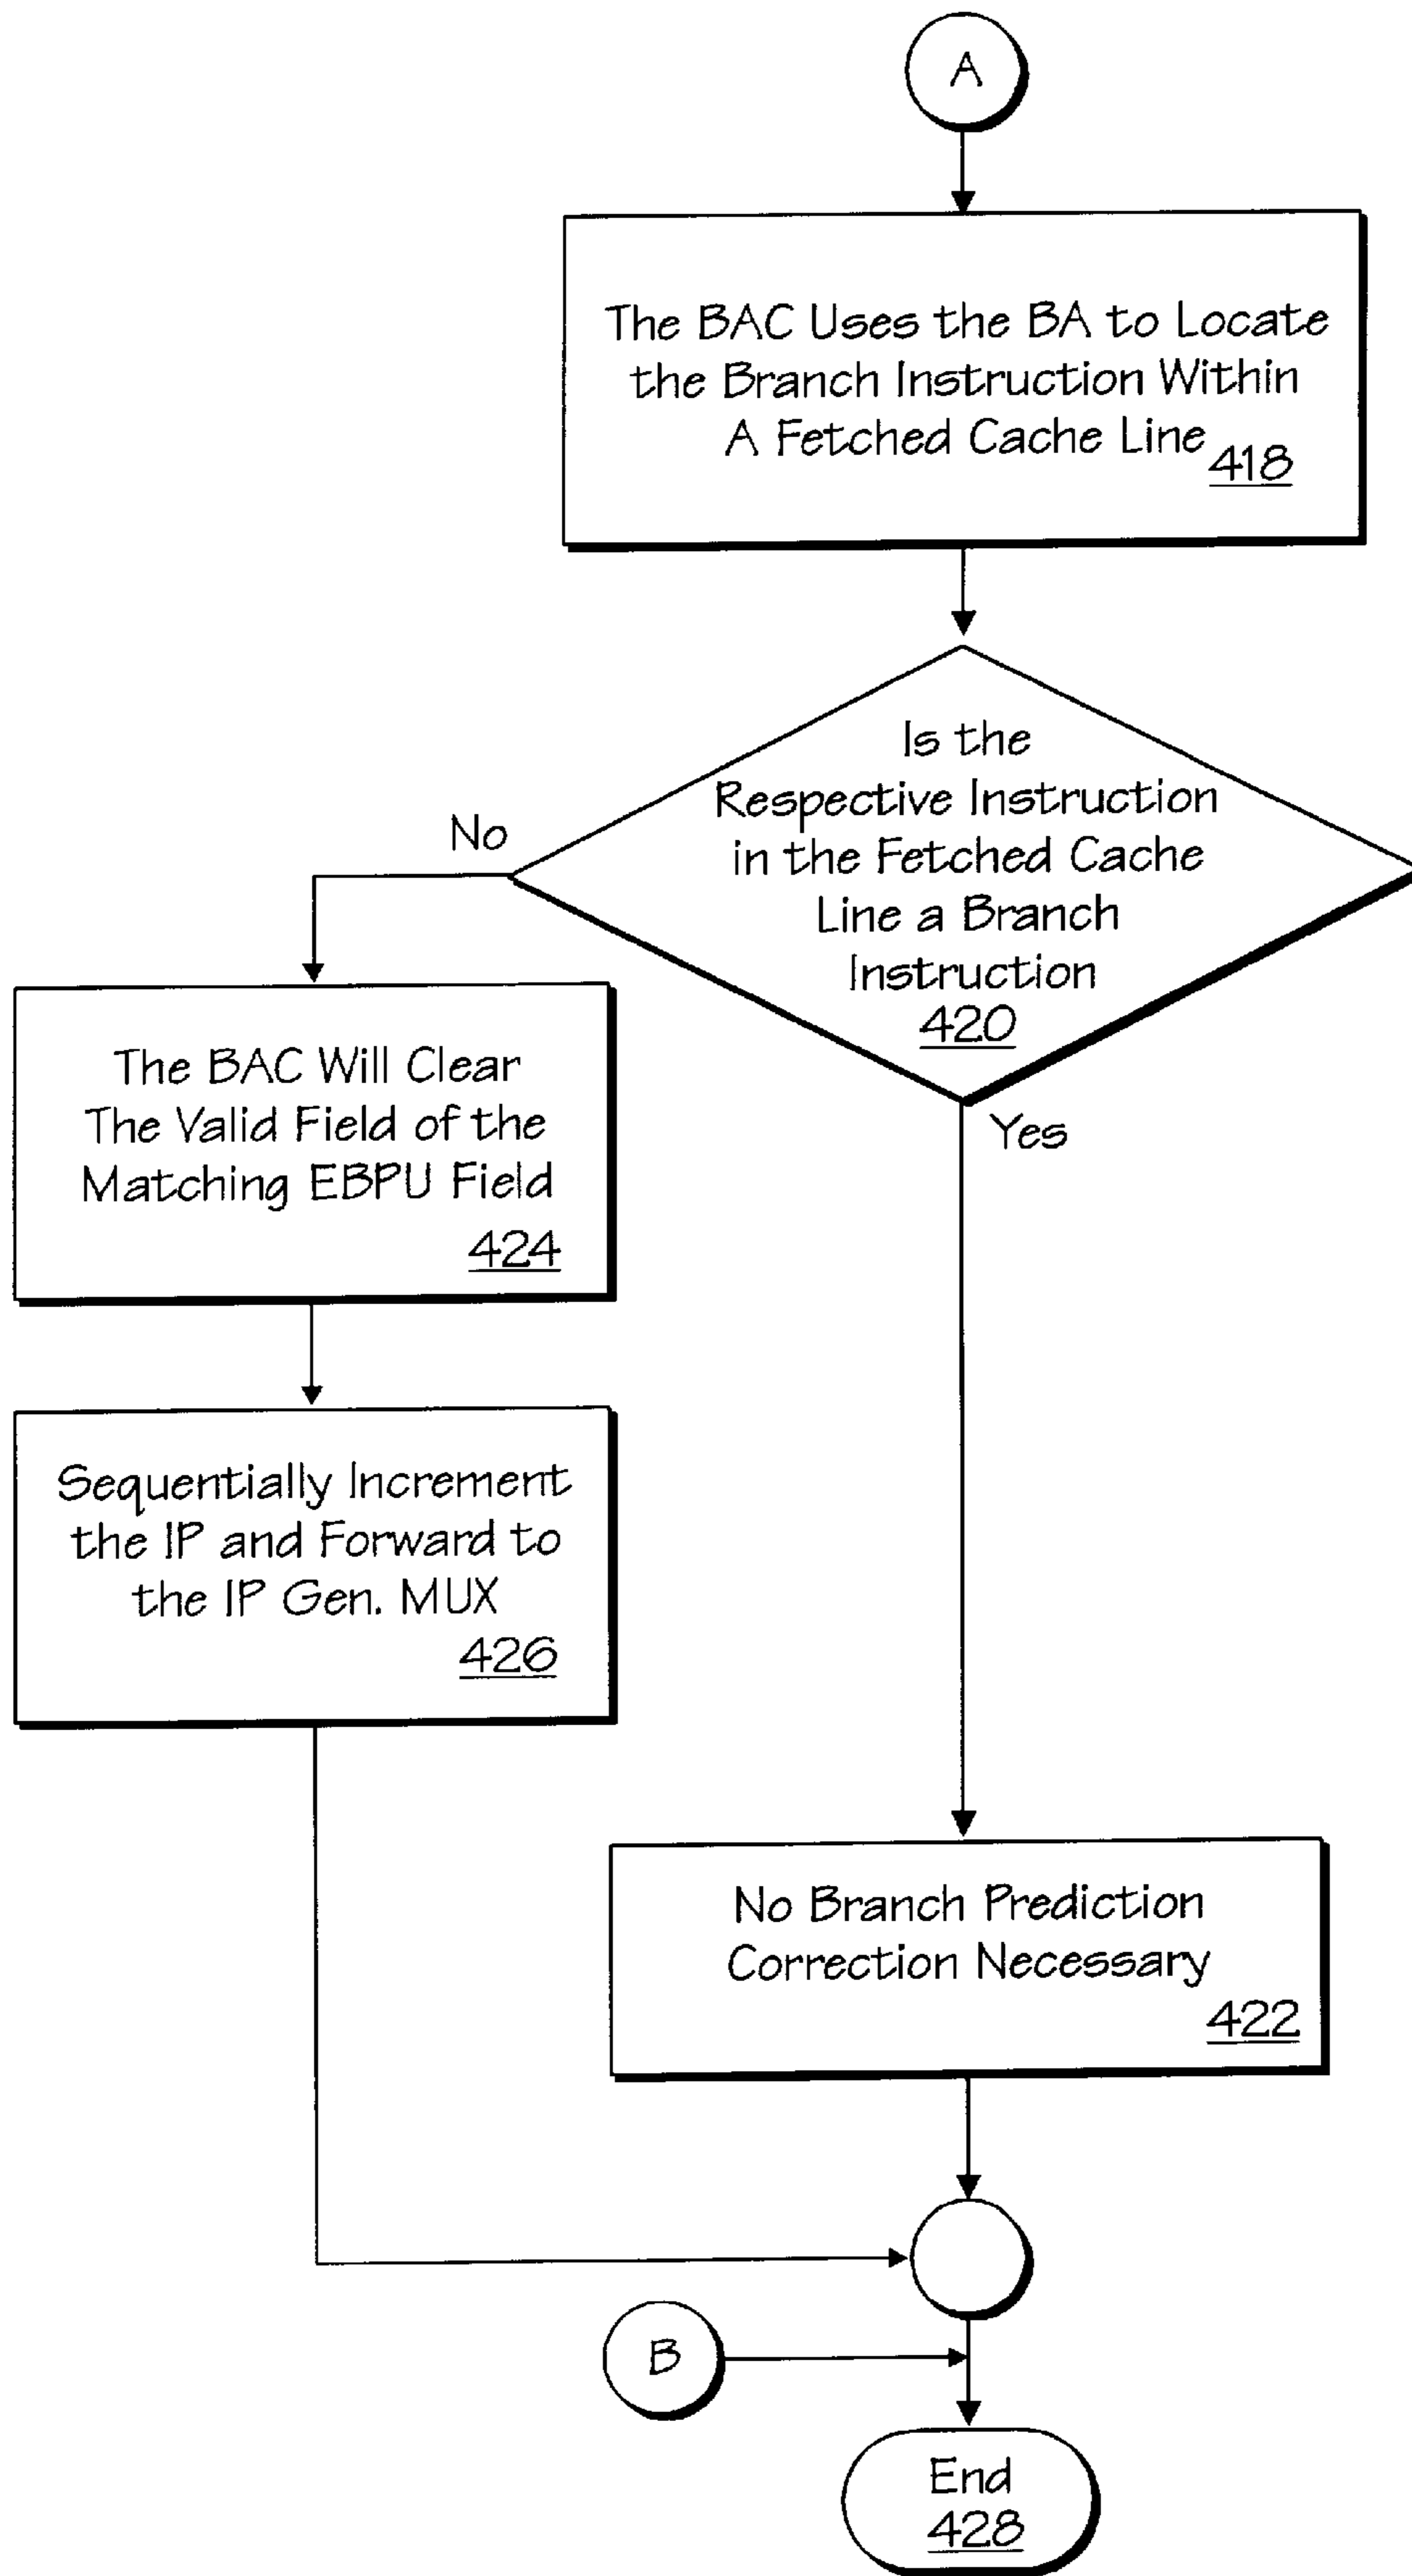 A
The BAC Uses the BA to Locate
the Branch Instruction Within
A Fetched Cache Line
418
Is the
Respective Instruction
in the Fetched Cache
Line a Branch
Instruction
420
No
Yes
The BAC Will Clear
The Valid Field of the
Matching EBPU Field
424
Sequentially Increment
the IP and Forward to
the IP Gen. MUX
426
No Branch Prediction
Correction Necessary
422
B
End
428